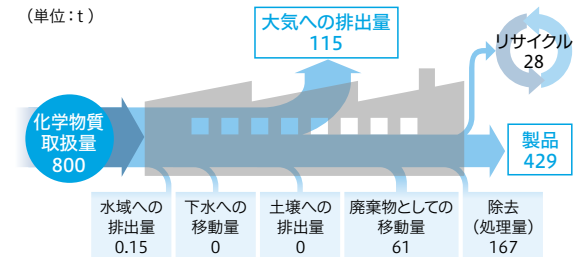 （単位：t）
大気への排出量
115
リサイクル
28
化学物質
取扱量
800
製品
429
水域への
排出量
0.15
下水への
移動量
0
土壌への
排出量
0
廃棄物としての
移動量
61
除去
（処理量）
167